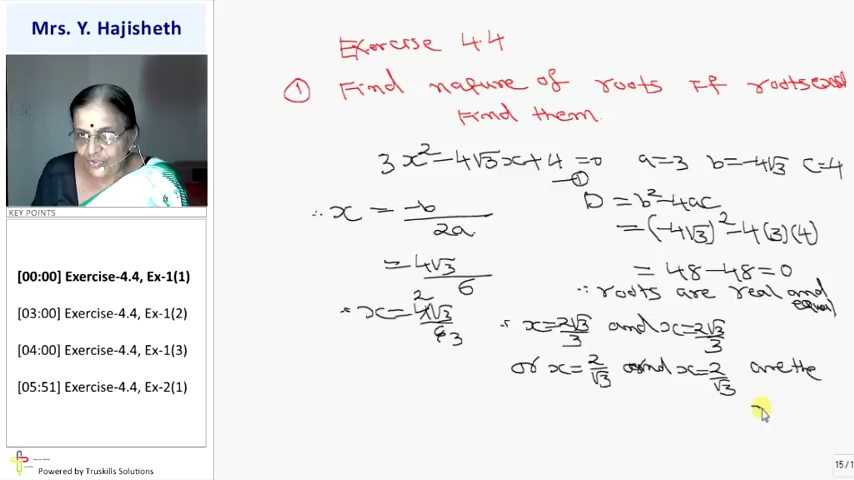 Mrs. Y. Hajisheth
KEY POINTS
[00:00] Exercise-4.4, Ex-1(1)
[03:00] Exercise-4.4, Ex-1(2)
[04:00] Exercise-4.4, Ex-1(3)
[05:51] Exercise-4.4, Ex-2(1)
Powered by Truskills Solutions
Exercise 4.4
① Find nature of roots If roots exist
Find them.
3x² - 4√3x + 4 = 0 a=3 b=-4√3 c=4
—①
D = b² - 4ac
= (-4√3)² - 4(3)(4)
= 48 - 48 = 0
∴ roots are real and
equal
∴ x = -b/2a
= 4√3/6
∴ x = 4√3/6 2 3
∴ x = 2√3/3 and x = 2√3/3
or x = 2/√3 and x = 2/√3 are the
15/1